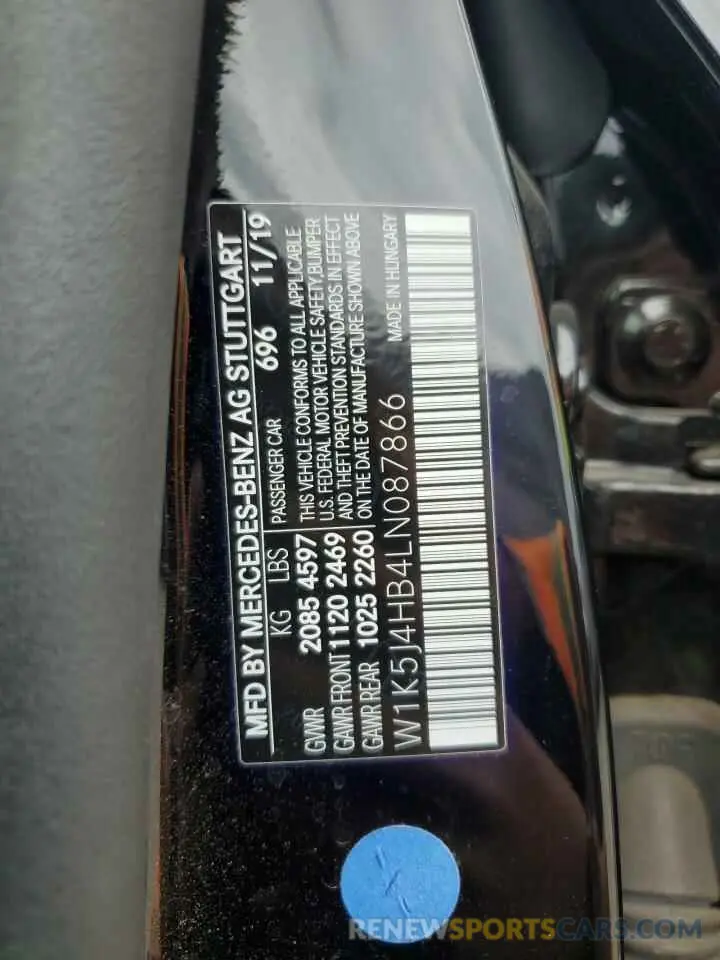 MFD BY MERCEDES-BENZ AG STUTTGART
KG LBS PASSENGER CAR 696 11/19
GVWR 2085 4597 THIS VEHICLE CONFORMS TO ALL APPLICABLE
U.S. FEDERAL MOTOR VEHICLE SAFETY, BUMPER
GAWR FRONT 1120 2469 AND THEFT PREVENTION STANDARDS IN EFFECT
GAWR REAR 1025 2260 ON THE DATE OF MANUFACTURE SHOWN ABOVE
W1K5J4HB4LN087866 MADE IN HUNGARY
RENEWSPORTSCARS.COM